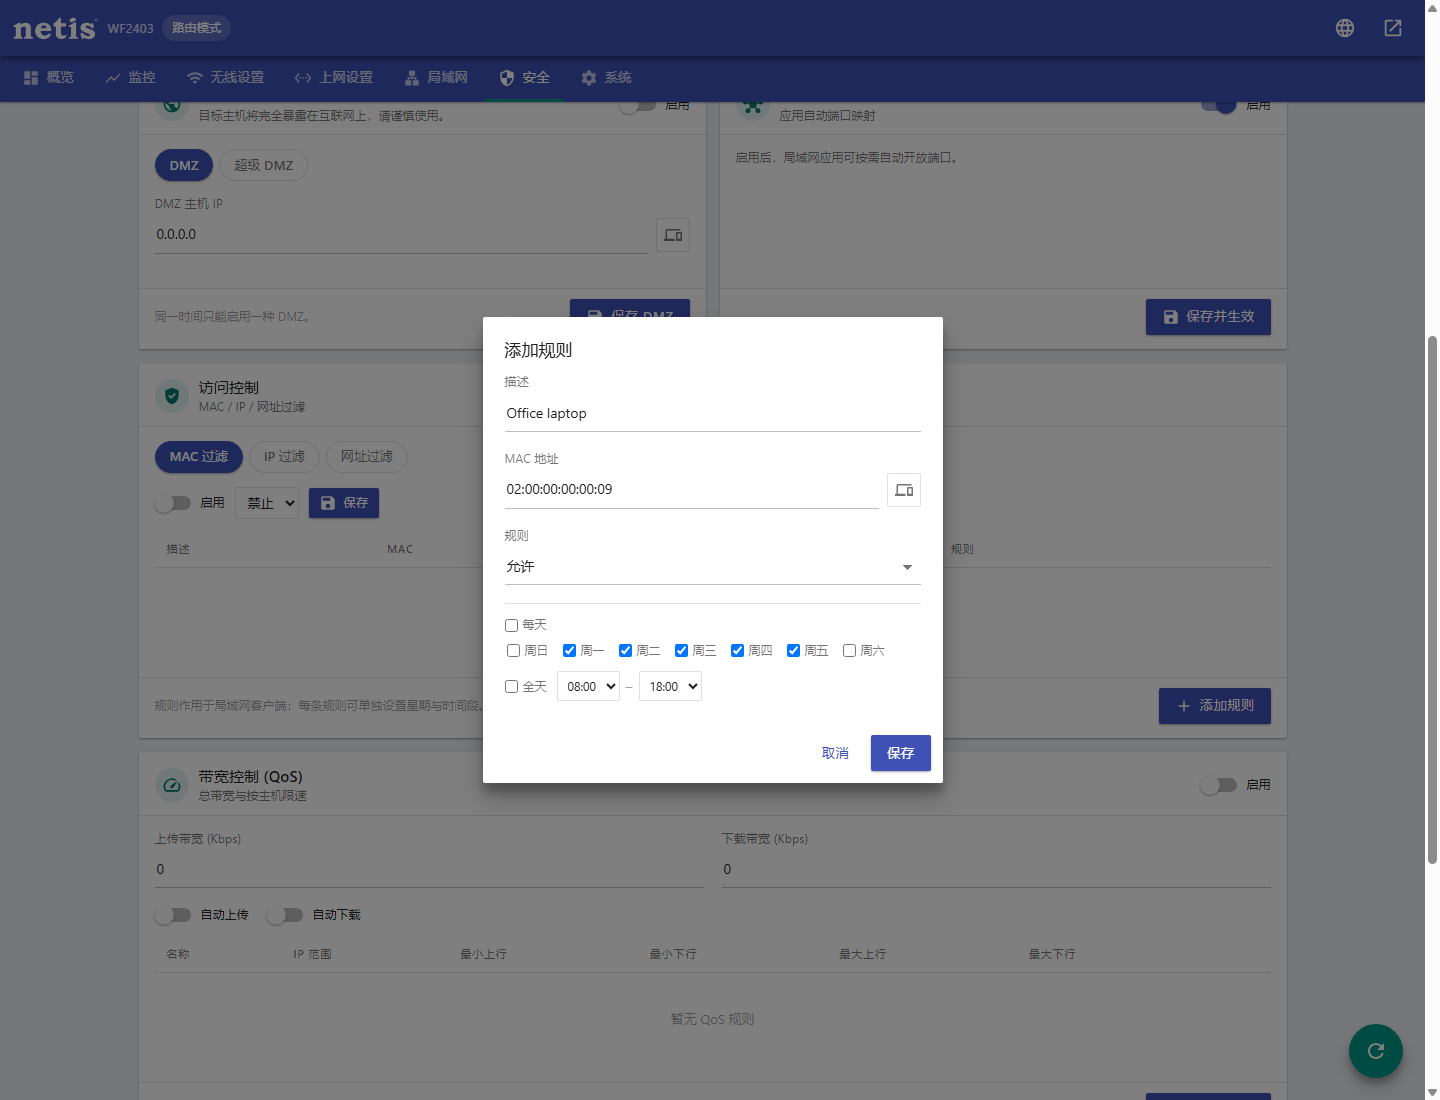 netis WF2403 路由模式
概览 监控 无线设置 上网设置 局域网 安全 系统
目标主机将完全暴露在互联网上，请谨慎使用。 启用
应用自动端口映射 启用
DMZ 超级 DMZ
启用后，局域网应用可按需自动开放端口。
DMZ 主机 IP
0.0.0.0
同一时间只能启用一种 DMZ。 保存 DMZ
保存并生效
添加规则
描述
Office laptop
MAC 地址
02:00:00:00:00:09
规则
允许
每天
周日 周一 周二 周三 周四 周五 周六
全天 08:00 – 18:00
取消 保存
访问控制
MAC / IP / 网址过滤
MAC 过滤 IP 过滤 网址过滤
启用 禁止 保存
描述 MAC 规则
规则作用于局域网客户端；每条规则可单独设置星期与时间段。 添加规则
带宽控制 (QoS)
总带宽与按主机限速 启用
上传带宽 (Kbps) 下载带宽 (Kbps)
0 0
自动上传 自动下载
名称 IP 范围 最小上行 最小下行 最大上行 最大下行
暂无 QoS 规则